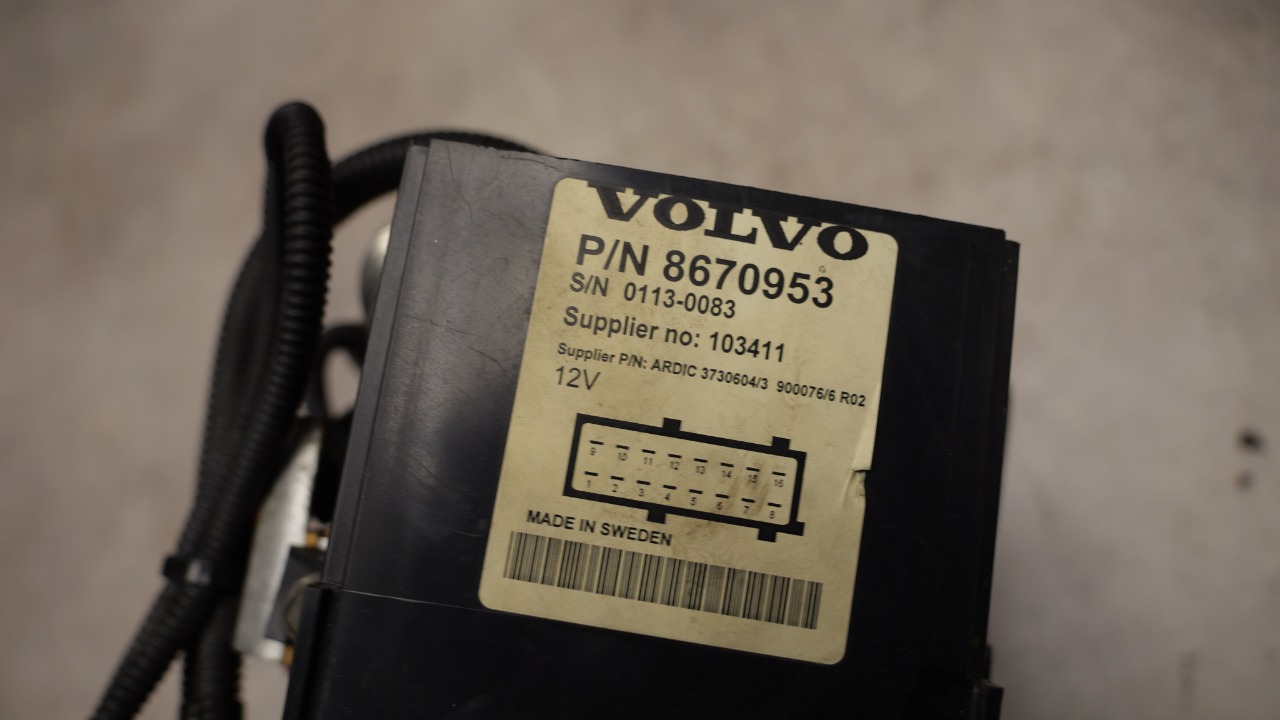 VOLVO
P/N 8670953
S/N 0113-0083
Supplier no: 103411
Supplier P/N: ARDIC 3730604/3 900076/6 R02
12V
9 10 11 12 13 14 15 16
1 2 3 4 5 6 7 8
MADE IN SWEDEN